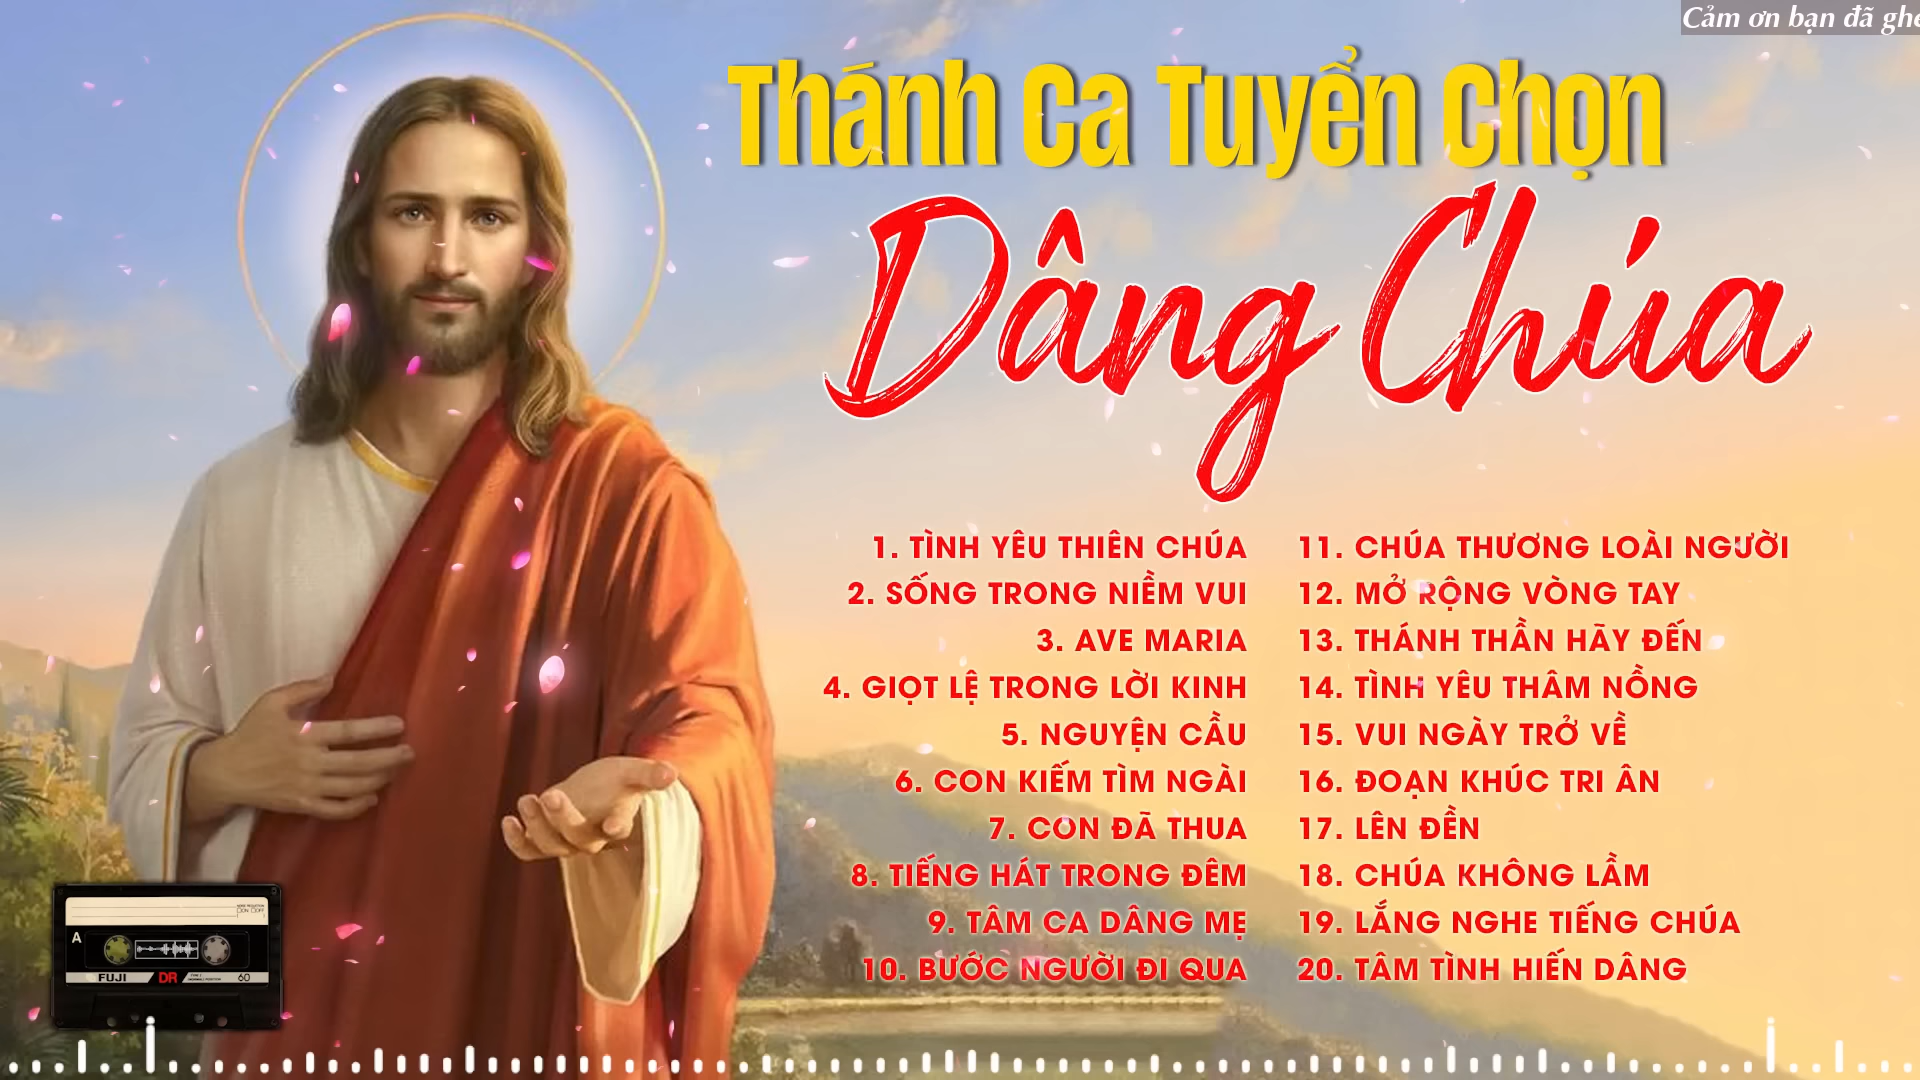 Cảm ơn bạn đã ghé
Thánh Ca Tuyển Chọn
Dâng Chúa
1. TÌNH YÊU THIÊN CHÚA
2. SỐNG TRONG NIỀM VUI
3. AVE MARIA
4. GIỌT LỆ TRONG LỜI KINH
5. NGUYỆN CẦU
6. CON KIẾM TÌM NGÀI
7. CON ĐÃ THUA
8. TIẾNG HÁT TRONG ĐÊM
9. TÂM CA DÂNG MẸ
10. BƯỚC NGƯỜI ĐI QUA
11. CHÚA THƯƠNG LOÀI NGƯỜI
12. MỞ RỘNG VÒNG TAY
13. THÁNH THẦN HÃY ĐẾN
14. TÌNH YÊU THÂM NỒNG
15. VUI NGÀY TRỞ VỀ
16. ĐOẠN KHÚC TRI ÂN
17. LÊN ĐỀN
18. CHÚA KHÔNG LẦM
19. LẮNG NGHE TIẾNG CHÚA
20. TÂM TÌNH HIẾN DÂNG
A
FUJI DR 60